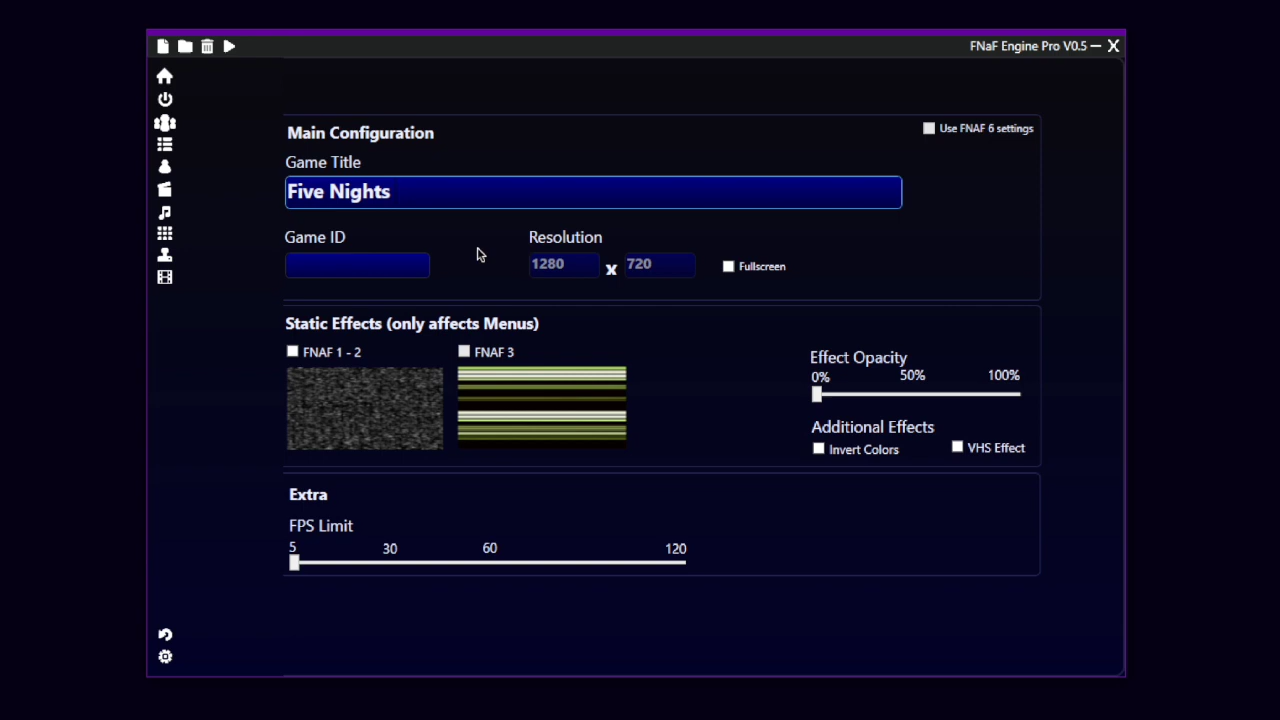 FNaF Engine Pro V0.5
Main Configuration
Use FNAF 6 settings
Game Title
Five Nights
Game ID
Resolution
1280 x 720
Fullscreen
Static Effects (only affects Menus)
FNAF 1 - 2
FNAF 3
Effect Opacity
0% 50% 100%
Additional Effects
Invert Colors
VHS Effect
Extra
FPS Limit
5 30 60 120